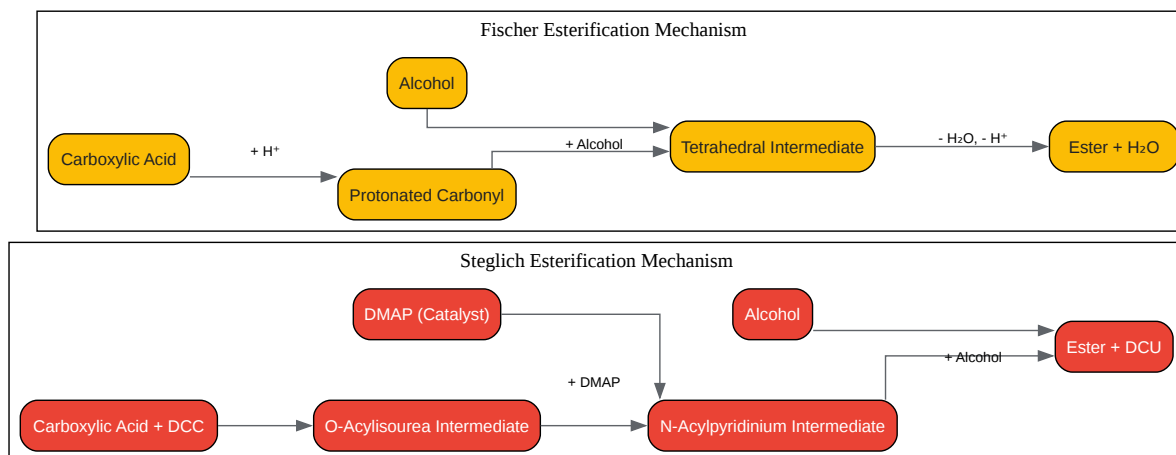 Fischer Esterification Mechanism
Alcohol
Carboxylic Acid
+ H⁺
Protonated Carbonyl
+ Alcohol
Tetrahedral Intermediate
- H₂O, - H⁺
Ester + H₂O
Steglich Esterification Mechanism
DMAP (Catalyst)
Alcohol
Ester + DCU
+ Alcohol
+ DMAP
Carboxylic Acid + DCC
O-Acylisourea Intermediate
N-Acylpyridinium Intermediate